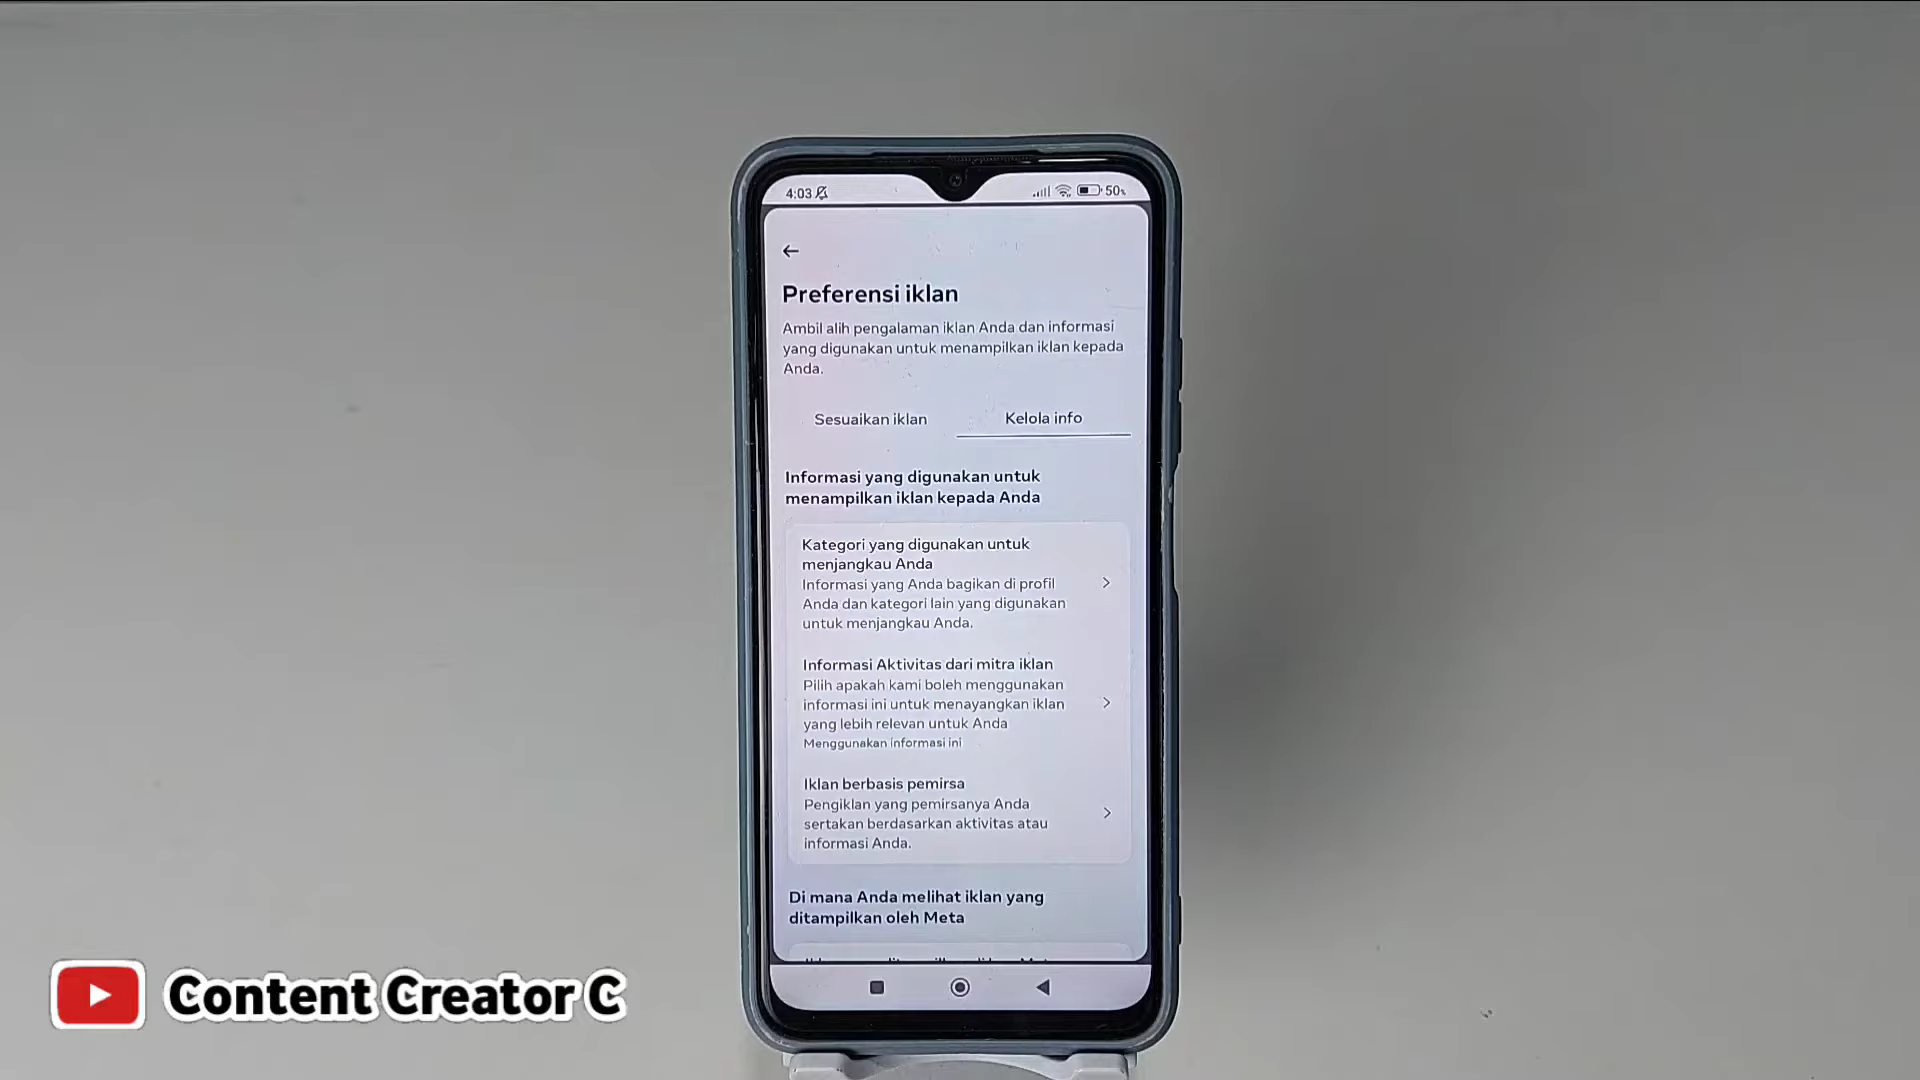 4:03
50%
Preferensi iklan
Ambil alih pengalaman iklan Anda dan informasi
yang digunakan untuk menampilkan iklan kepada
Anda.
Sesuaikan iklan
Kelola info
Informasi yang digunakan untuk
menampilkan iklan kepada Anda
Kategori yang digunakan untuk
menjangkau Anda
Informasi yang Anda bagikan di profil
Anda dan kategori lain yang digunakan
untuk menjangkau Anda.
Informasi Aktivitas dari mitra iklan
Pilih apakah kami boleh menggunakan
informasi ini untuk menayangkan iklan
yang lebih relevan untuk Anda
Menggunakan informasi ini
Iklan berbasis pemirsa
Pengiklan yang pemirsanya Anda
sertakan berdasarkan aktivitas atau
informasi Anda.
Di mana Anda melihat iklan yang
ditampilkan oleh Meta
Content Creator C